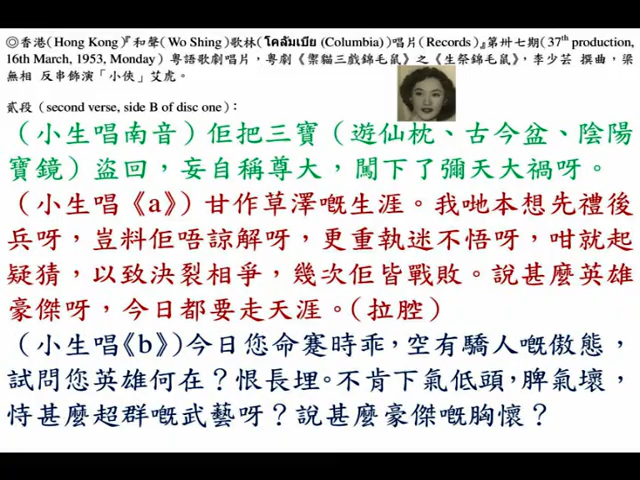 ◎香港(Hong Kong)『和聲(Wo Shing)歌林(โคลัมเบีย (Columbia))唱片(Records)』第卅七期(37th production,
16th March, 1953, Monday) 粵語歌劇唱片，粵劇《禦貓三戲錦毛鼠》之《生祭錦毛鼠》，李少芸 撰曲，梁
無相 反串飾演「小俠」艾虎。
貳段 (second verse, side B of disc one)：
（小生唱南音）佢把三寶（遊仙枕、古今盆、陰陽
寶鏡）盜回，妄自稱尊大，闖下了彌天大禍呀。
（小生唱《a》）甘作草澤嘅生涯。我哋本想先禮後
兵呀，豈料佢唔諒解呀，更重執迷不悟呀，咁就起
疑猜，以致決裂相爭，幾次佢皆戰敗。說甚麼英雄
豪傑呀，今日都要走天涯。（拉腔）
（小生唱《b》)今日您命蹇時乖，空有驕人嘅傲態，
試問您英雄何在？恨長埋。不肯下氣低頭，脾氣壞，
恃甚麼超群嘅武藝呀？說甚麼豪傑嘅胸懷？